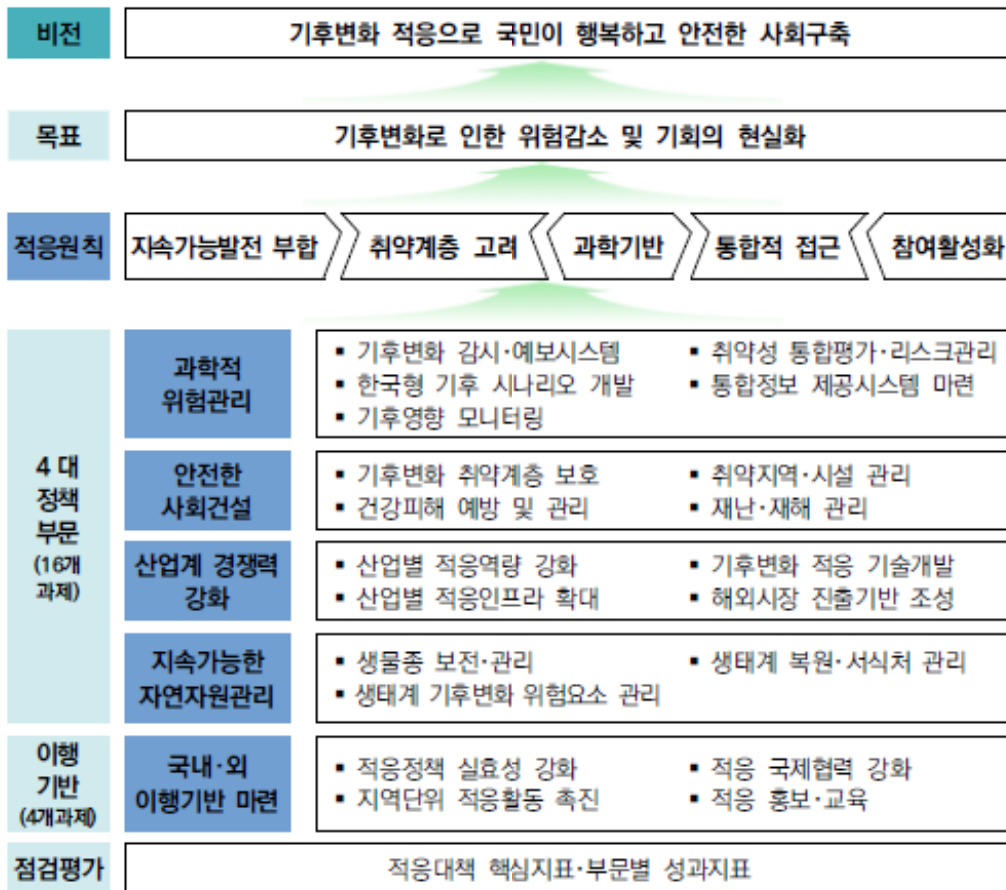 비전
기후변화 적응으로 국민이 행복하고 안전한 사회구축
목표
기후변화로 인한 위험감소 및 기회의 현실화
적응원칙
지속가능발전 부합
취약계층 고려
과학기반
통합적 접근
참여활성화
4 대
정책
부문
(16개
과제)
과학적
위험관리
▪ 기후변화 감시·예보시스템
▪ 한국형 기후 시나리오 개발
▪ 기후영향 모니터링
▪ 취약성 통합평가·리스크관리
▪ 통합정보 제공시스템 마련
안전한
사회건설
▪ 기후변화 취약계층 보호
▪ 건강피해 예방 및 관리
▪ 취약지역·시설 관리
▪ 재난·재해 관리
산업계 경쟁력
강화
▪ 산업별 적응역량 강화
▪ 산업별 적응인프라 확대
▪ 기후변화 적응 기술개발
▪ 해외시장 진출기반 조성
지속가능한
자연자원관리
▪ 생물종 보전·관리
▪ 생태계 기후변화 위험요소 관리
▪ 생태계 복원·서식처 관리
이행
기반
(4개과제)
국내·외
이행기반 마련
▪ 적응정책 실효성 강화
▪ 지역단위 적응활동 촉진
▪ 적응 국제협력 강화
▪ 적응 홍보·교육
점검평가
적응대책 핵심지표·부문별 성과지표